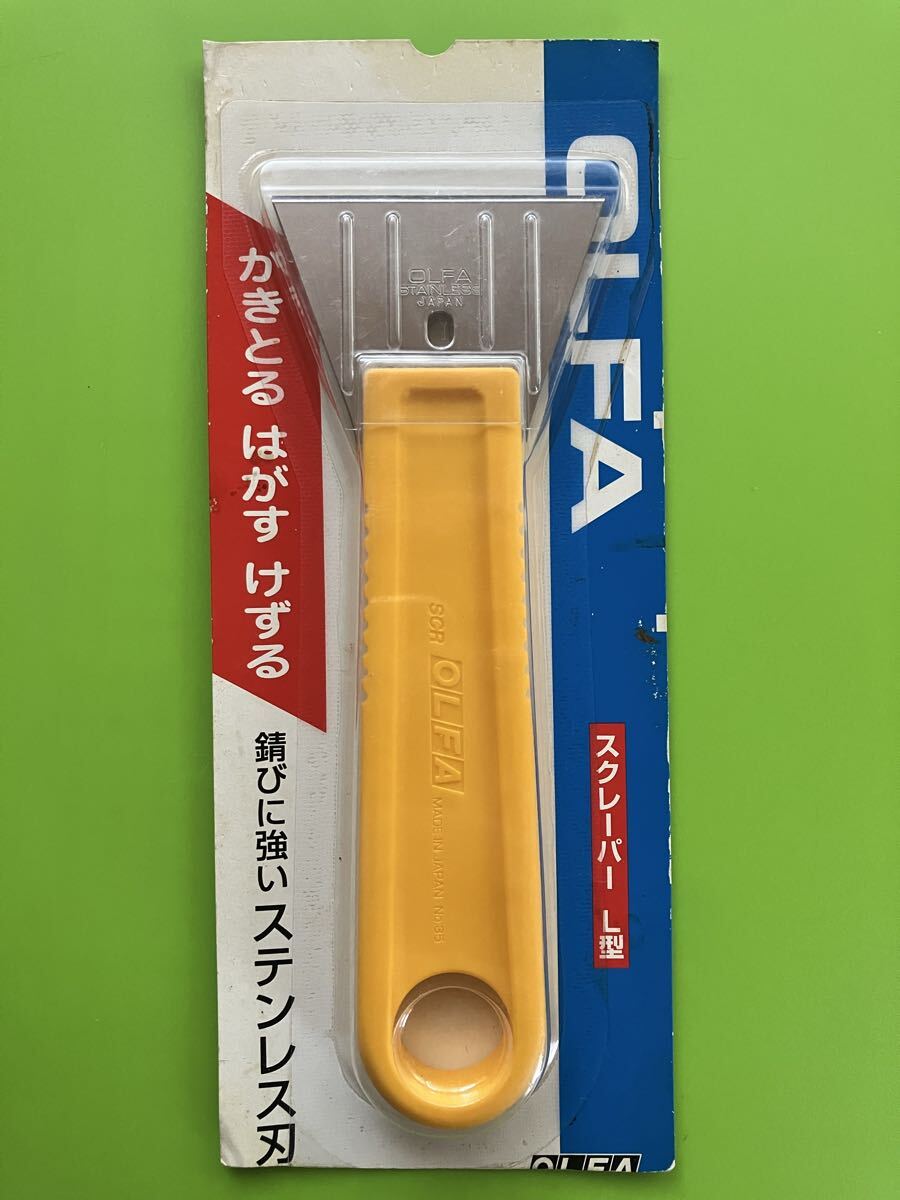 OLFA
スクレーパー L型
かきとる はがす けずる
錆びに強いステンレス刃
OLFA
STAINLESS
JAPAN
SCR OLFA MADE IN JAPAN
OLFA